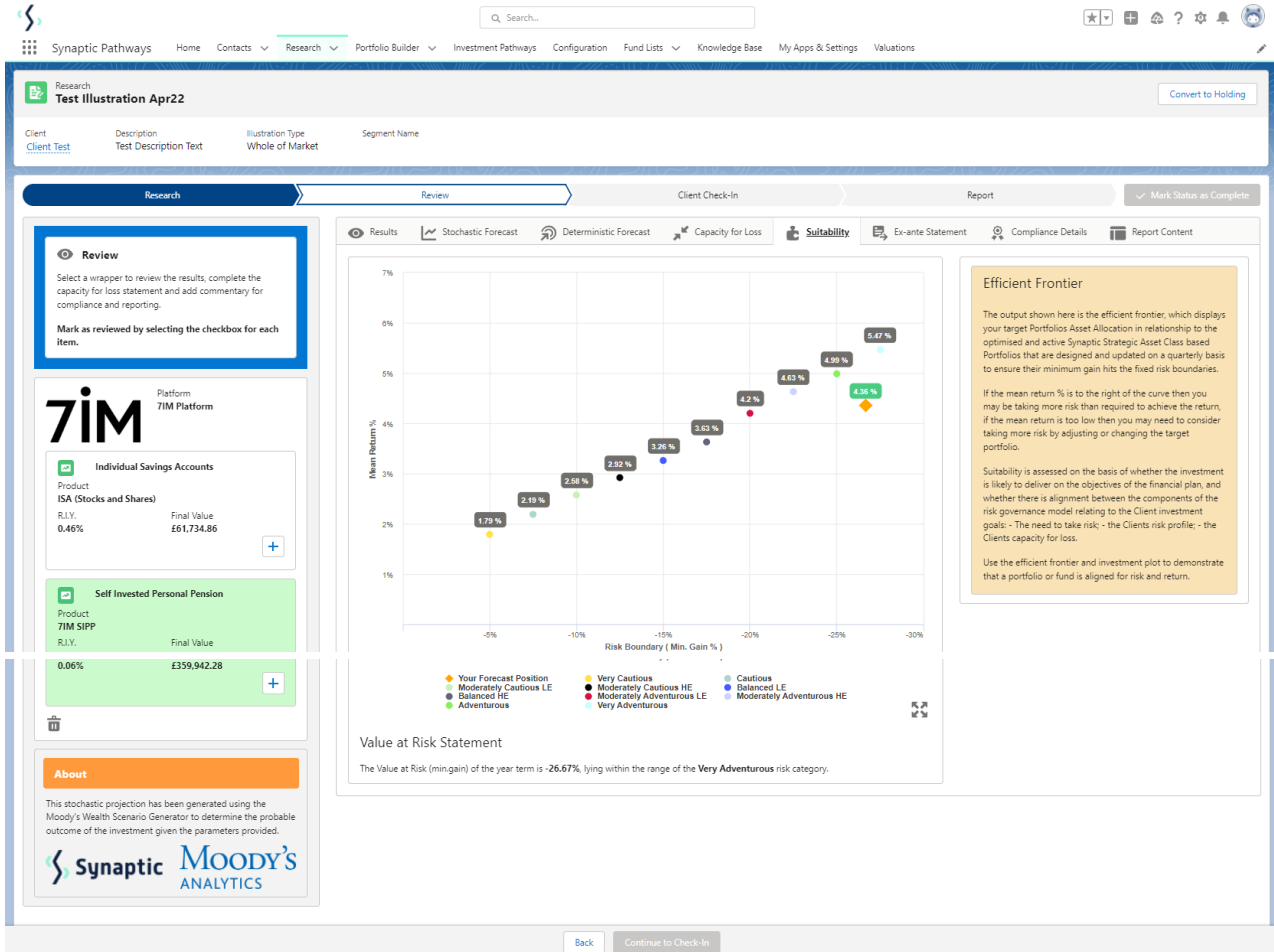 Search...
Synaptic Pathways
Home
Contacts
Research
Portfolio Builder
Investment Pathways
Configuration
Fund Lists
Knowledge Base
My Apps & Settings
Valuations
Research
Test Illustration Apr22
Convert to Holding
Client
Description
Illustration Type
Segment Name
Client Test
Test Description Text
Whole of Market
Research
Review
Client Check-In
Report
Mark Status as Complete
Review
Select a wrapper to review the results, complete the
capacity for loss statement and add commentary for
compliance and reporting.
Mark as reviewed by selecting the checkbox for each
item.
7iM
Platform
7IM Platform
Individual Savings Accounts
Product
ISA (Stocks and Shares)
R.I.Y.
Final Value
0.46%
£61,734.86
Self Invested Personal Pension
Product
7IM SIPP
R.I.Y.
Final Value
0.06%
£359,942.28
About
This stochastic projection has been generated using the
Moody's Wealth Scenario Generator to determine the probable
outcome of the investment given the parameters provided.
Synaptic
MOODY'S
ANALYTICS
Results
Stochastic Forecast
Deterministic Forecast
Capacity for Loss
Suitability
Ex-ante Statement
Compliance Details
Report Content
7%
6%
5%
4%
3%
2%
1%
Mean Return %
1.79 %
2.19 %
2.58 %
2.92 %
3.26 %
3.63 %
4.2 %
4.63 %
4.99 %
5.47 %
4.36 %
-5%
-10%
-15%
-20%
-25%
-30%
Risk Boundary ( Min. Gain % )
Your Forecast Position
Very Cautious
Cautious
Moderately Cautious LE
Moderately Cautious HE
Balanced LE
Balanced HE
Moderately Adventurous LE
Moderately Adventurous HE
Adventurous
Very Adventurous
Value at Risk Statement
The Value at Risk (min.gain) of the year term is -26.67%, lying within the range of the Very Adventurous risk category.
Efficient Frontier
The output shown here is the efficient frontier, which displays
your target Portfolios Asset Allocation in relationship to the
optimised and active Synaptic Strategic Asset Class based
Portfolios that are designed and updated on a quarterly basis
to ensure their minimum gain hits the fixed risk boundaries.
If the mean return % is to the right of the curve then you
may be taking more risk than required to achieve the return,
if the mean return is too low then you may need to consider
taking more risk by adjusting or changing the target
portfolio.
Suitability is assessed on the basis of whether the investment
is likely to deliver on the objectives of the financial plan, and
whether there is alignment between the components of the
risk governance model relating to the Client investment
goals: - The need to take risk; - the Clients risk profile; - the
Clients capacity for loss.
Use the efficient frontier and investment plot to demonstrate
that a portfolio or fund is aligned for risk and return.
Back
Continue to Check-In